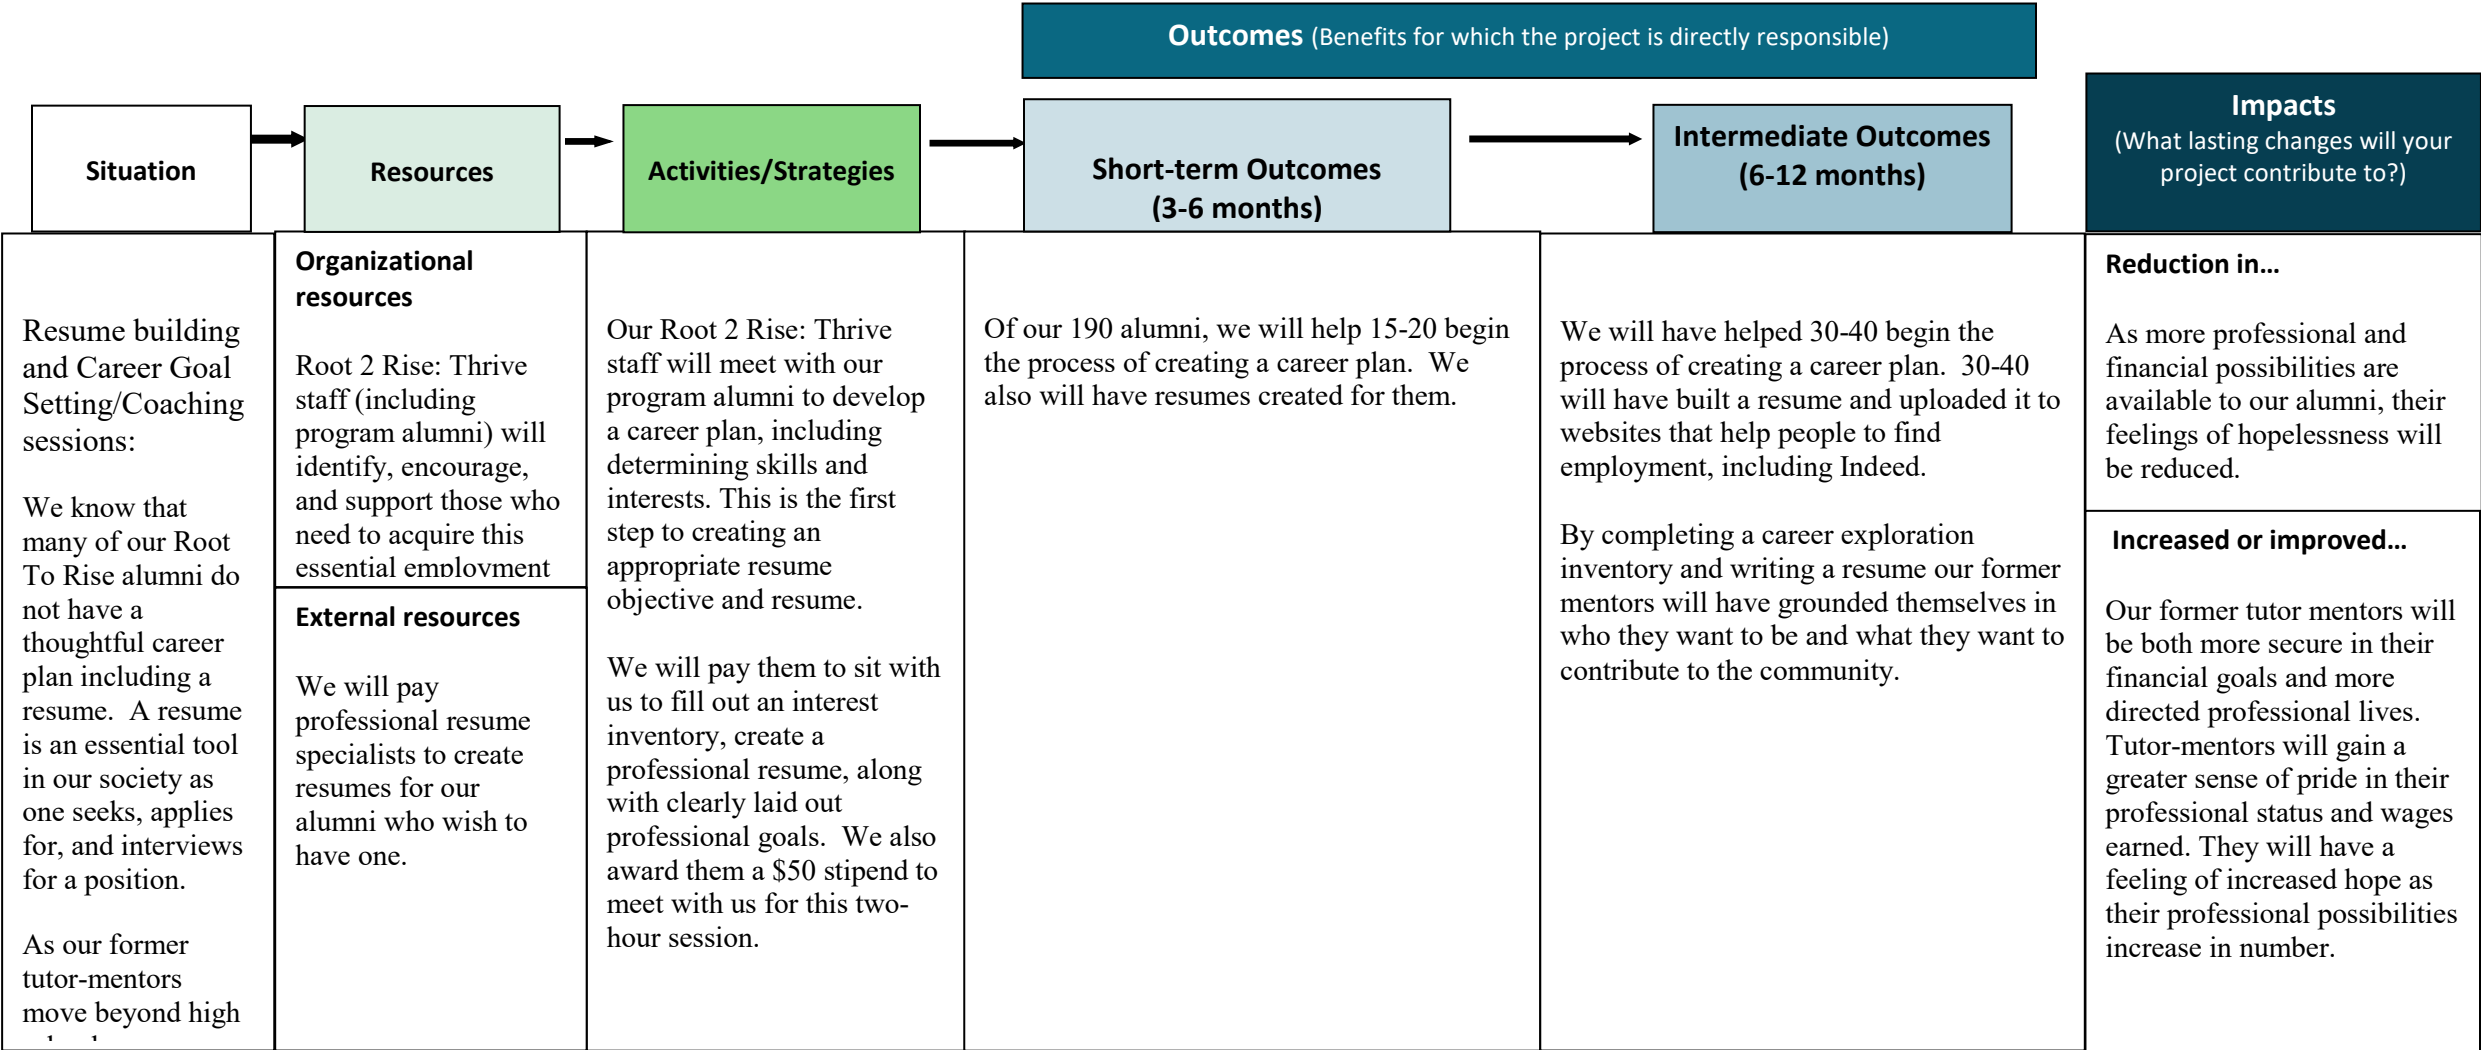 Outcomes (Benefits for which the project is directly responsible)
Situation
Resources
Activities/Strategies
Short-term Outcomes
(3-6 months)
Intermediate Outcomes
(6-12 months)
Impacts
(What lasting changes will your
project contribute to?)
Resume building
and Career Goal
Setting/Coaching
sessions:
We know that
many of our Root
To Rise alumni do
not have a
thoughtful career
plan including a
resume.  A resume
is an essential tool
in our society as
one seeks, applies
for, and interviews
for a position.
As our former
tutor-mentors
move beyond high
Organizational
resources
Root 2 Rise: Thrive
staff (including
program alumni) will
identify, encourage,
and support those who
need to acquire this
essential employment
External resources
We will pay
professional resume
specialists to create
resumes for our
alumni who wish to
have one.
Our Root 2 Rise: Thrive
staff will meet with our
program alumni to develop
a career plan, including
determining skills and
interests. This is the first
step to creating an
appropriate resume
objective and resume.
We will pay them to sit with
us to fill out an interest
inventory, create a
professional resume, along
with clearly laid out
professional goals.  We also
award them a $50 stipend to
meet with us for this two-
hour session.
Of our 190 alumni, we will help 15-20 begin
the process of creating a career plan.  We
also will have resumes created for them.
We will have helped 30-40 begin the
process of creating a career plan.  30-40
will have built a resume and uploaded it to
websites that help people to find
employment, including Indeed.
By completing a career exploration
inventory and writing a resume our former
mentors will have grounded themselves in
who they want to be and what they want to
contribute to the community.
Reduction in…
As more professional and
financial possibilities are
available to our alumni, their
feelings of hopelessness will
be reduced.
Increased or improved…
Our former tutor mentors will
be both more secure in their
financial goals and more
directed professional lives.
Tutor-mentors will gain a
greater sense of pride in their
professional status and wages
earned. They will have a
feeling of increased hope as
their professional possibilities
increase in number.